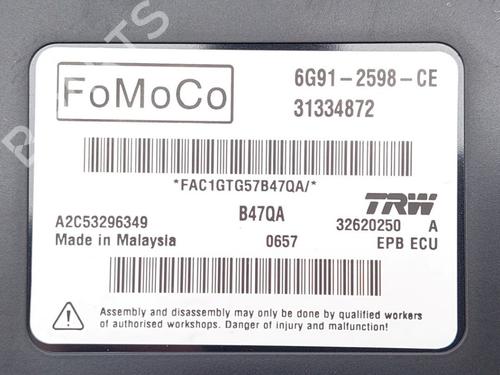 FoMoCo
6G91-2598-CE
31334872
*FAC1GTG57B47QA/*
B47QA
TRW
A2C53296349
32620250 A
Made in Malaysia
0657
EPB ECU
Assembly and disassembly may only be done by qualified workers
of authorised workshops. Danger of injury and malfunction!